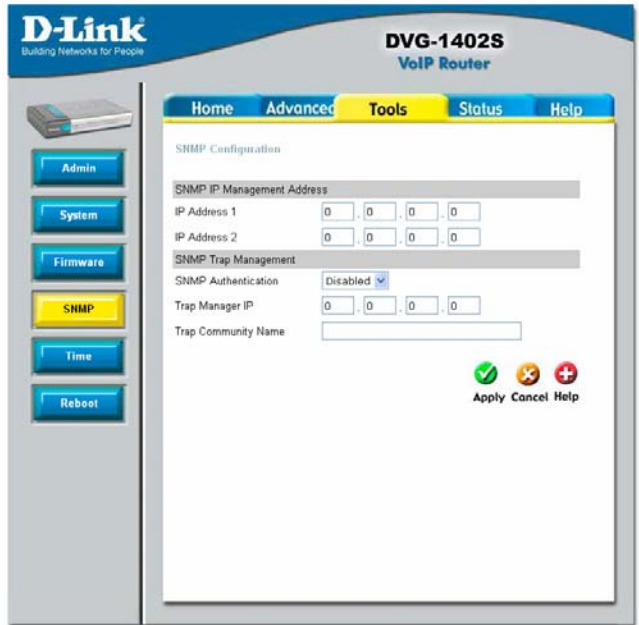 D-Link
Building Networks for People
DVG-1402S
VoIP Router
Home Advanced Tools Status Help
Admin
System
Firmware
SNMP
Time
Reboot
SNMP Configuration
SNMP IP Management Address
IP Address 1 0 . 0 . 0 . 0
IP Address 2 0 . 0 . 0 . 0
SNMP Trap Management
SNMP Authentication Disabled
Trap Manager IP 0 . 0 . 0 . 0
Trap Community Name
Apply Cancel Help